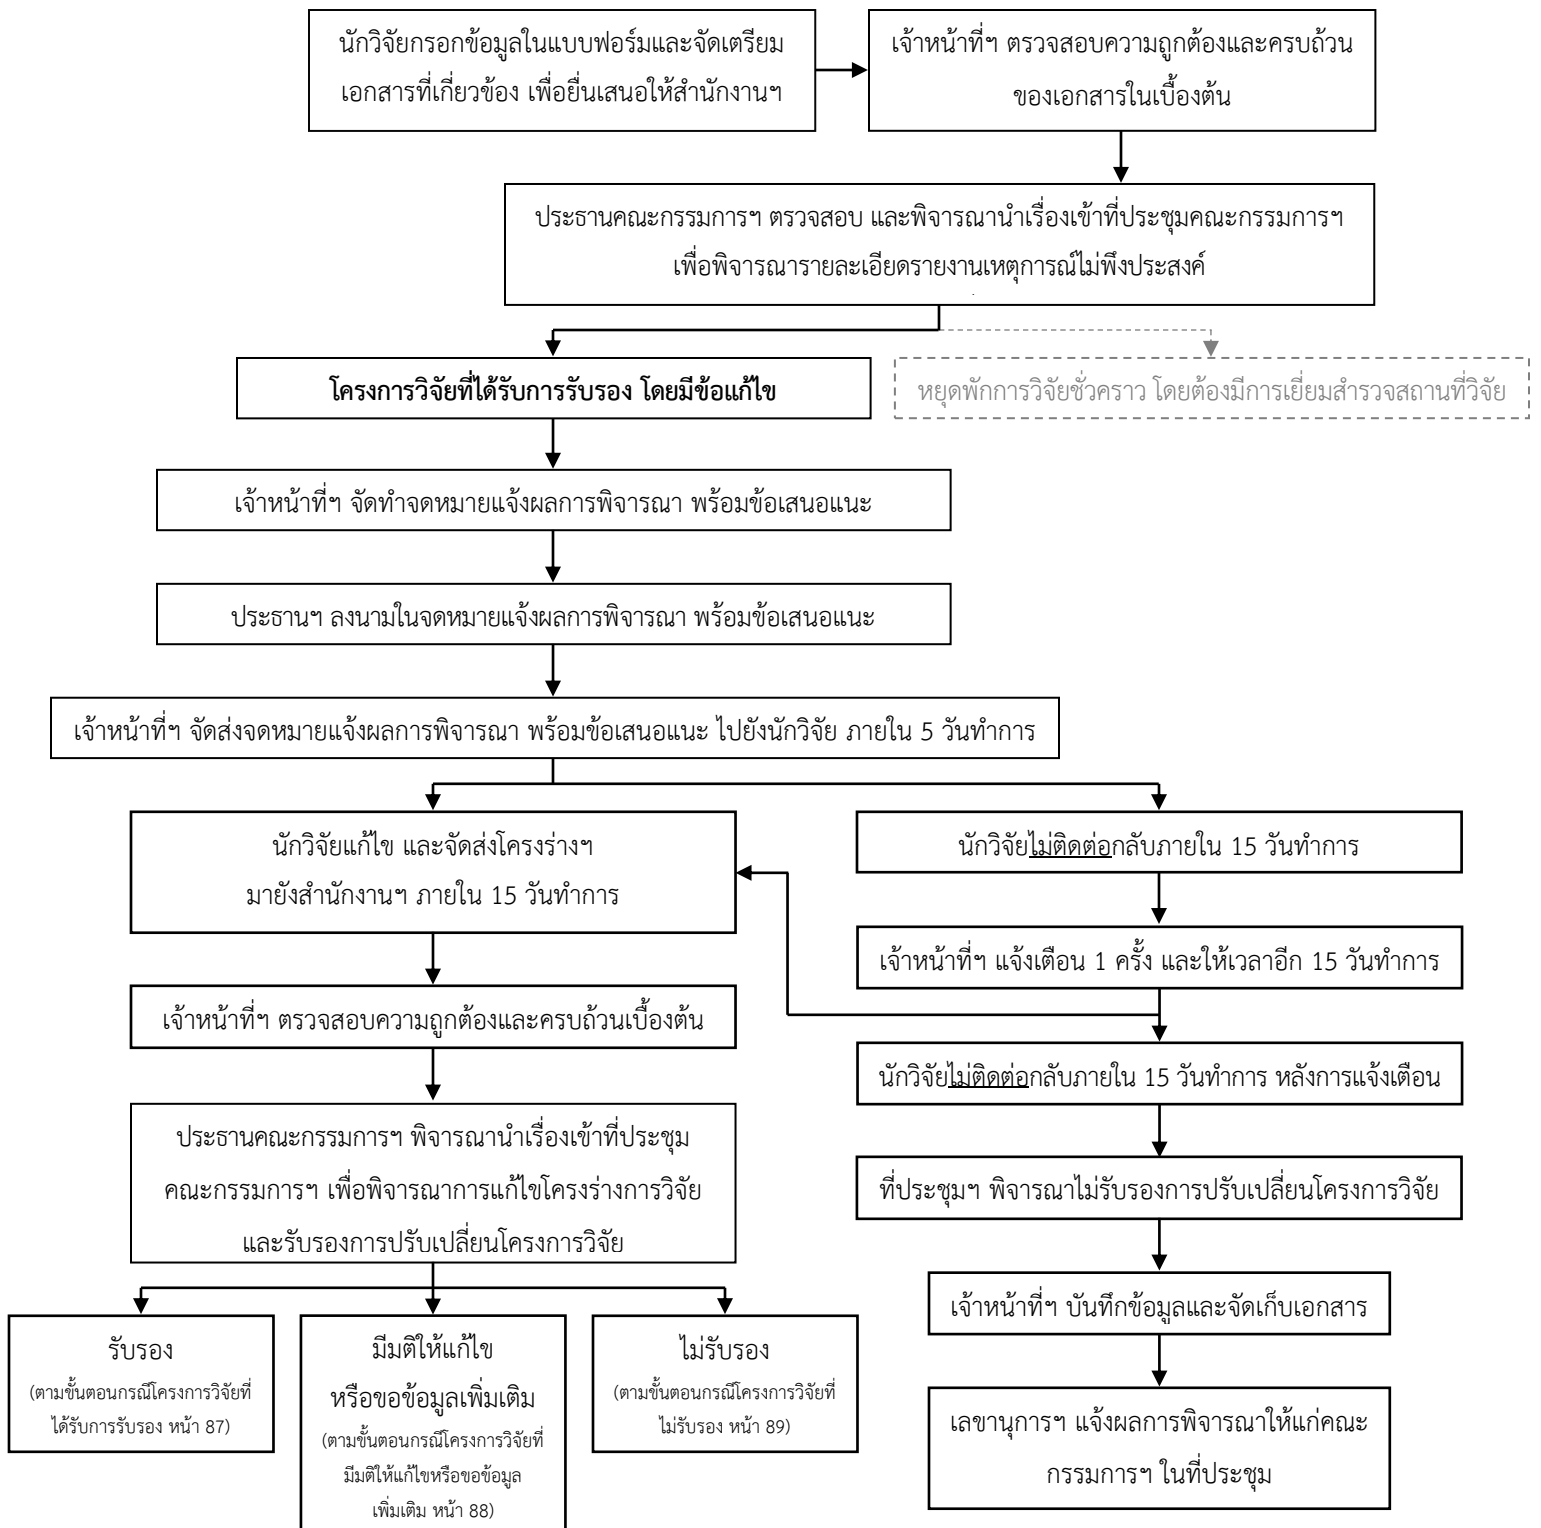 นักวิจัยกรอกข้อมูลในแบบฟอร์มและจัดเตรียม
เอกสารที่เกี่ยวข้อง เพื่อยื่นเสนอให้สำนักงานฯ
เจ้าหน้าที่ฯ ตรวจสอบความถูกต้องและครบถ้วน
ของเอกสารในเบื้องต้น
ประธานคณะกรรมการฯ ตรวจสอบ และพิจารณานำเรื่องเข้าที่ประชุมคณะกรรมการฯ
เพื่อพิจารณารายละเอียดรายงานเหตุการณ์ไม่พึงประสงค์
โครงการวิจัยที่ได้รับการรับรอง โดยมีข้อแก้ไข
หยุดพักการวิจัยชั่วคราว โดยต้องมีการเยี่ยมสำรวจสถานที่วิจัย
เจ้าหน้าที่ฯ จัดทำจดหมายแจ้งผลการพิจารณา พร้อมข้อเสนอแนะ
ประธานฯ ลงนามในจดหมายแจ้งผลการพิจารณา พร้อมข้อเสนอแนะ
เจ้าหน้าที่ฯ จัดส่งจดหมายแจ้งผลการพิจารณา พร้อมข้อเสนอแนะ ไปยังนักวิจัย ภายใน 5 วันทำการ
นักวิจัยแก้ไข และจัดส่งโครงร่างฯ
มายังสำนักงานฯ ภายใน 15 วันทำการ
นักวิจัยไม่ติดต่อกลับภายใน 15 วันทำการ
เจ้าหน้าที่ฯ แจ้งเตือน 1 ครั้ง และให้เวลาอีก 15 วันทำการ
เจ้าหน้าที่ฯ ตรวจสอบความถูกต้องและครบถ้วนเบื้องต้น
นักวิจัยไม่ติดต่อกลับภายใน 15 วันทำการ หลังการแจ้งเตือน
ประธานคณะกรรมการฯ พิจารณานำเรื่องเข้าที่ประชุม
คณะกรรมการฯ เพื่อพิจารณาการแก้ไขโครงร่างการวิจัย
และรับรองการปรับเปลี่ยนโครงการวิจัย
ที่ประชุมฯ พิจารณาไม่รับรองการปรับเปลี่ยนโครงการวิจัย
เจ้าหน้าที่ฯ บันทึกข้อมูลและจัดเก็บเอกสาร
รับรอง
(ตามขั้นตอนกรณีโครงการวิจัยที่
ได้รับการรับรอง หน้า 87)
มีมติให้แก้ไข
หรือขอข้อมูลเพิ่มเติม
(ตามขั้นตอนกรณีโครงการวิจัยที่
มีมติให้แก้ไขหรือขอข้อมูล
เพิ่มเติม หน้า 88)
ไม่รับรอง
(ตามขั้นตอนกรณีโครงการวิจัยที่
ไม่รับรอง หน้า 89)
เลขานุการฯ แจ้งผลการพิจารณาให้แก่คณะ
กรรมการฯ ในที่ประชุม